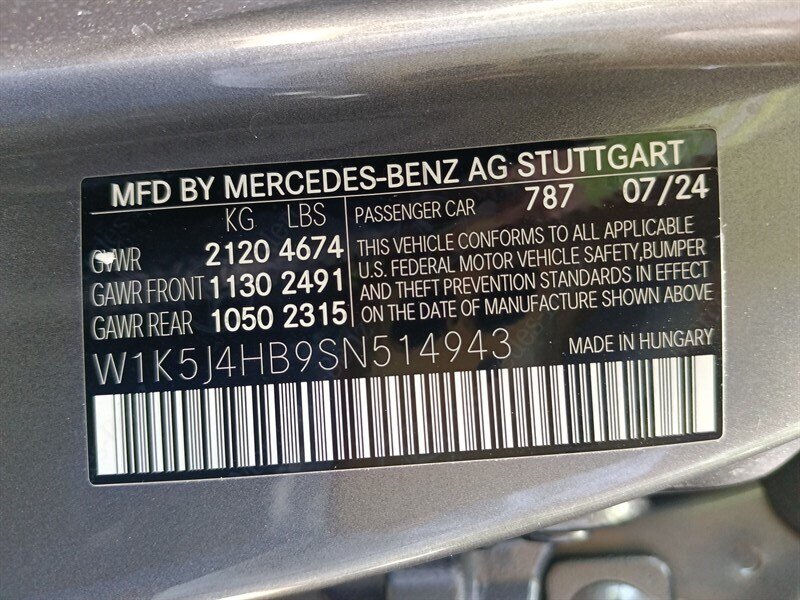 MFD BY MERCEDES-BENZ AG STUTTGART
KG LBS
PASSENGER CAR 787 07/24
GVWR 2120 4674
GAWR FRONT 1130 2491
GAWR REAR 1050 2315
THIS VEHICLE CONFORMS TO ALL APPLICABLE
U.S. FEDERAL MOTOR VEHICLE SAFETY,BUMPER
AND THEFT PREVENTION STANDARDS IN EFFECT
ON THE DATE OF MANUFACTURE SHOWN ABOVE
W1K5J4HB9SN514943
MADE IN HUNGARY